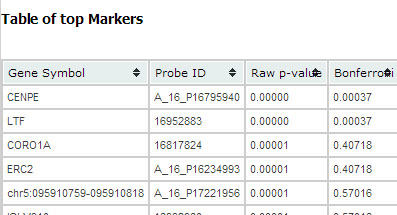 Table of top Markers
Gene Symbol Probe ID Raw p-value Bonferroni
CENPE A_16_P16795940 0.00000 0.00037
LTF 16952883 0.00000 0.00037
CORO1A 16817824 0.00001 0.40718
ERC2 A_16_P16234993 0.00001 0.40718
chr5:095910759-095910818 A_16_P17221956 0.00001 0.57016